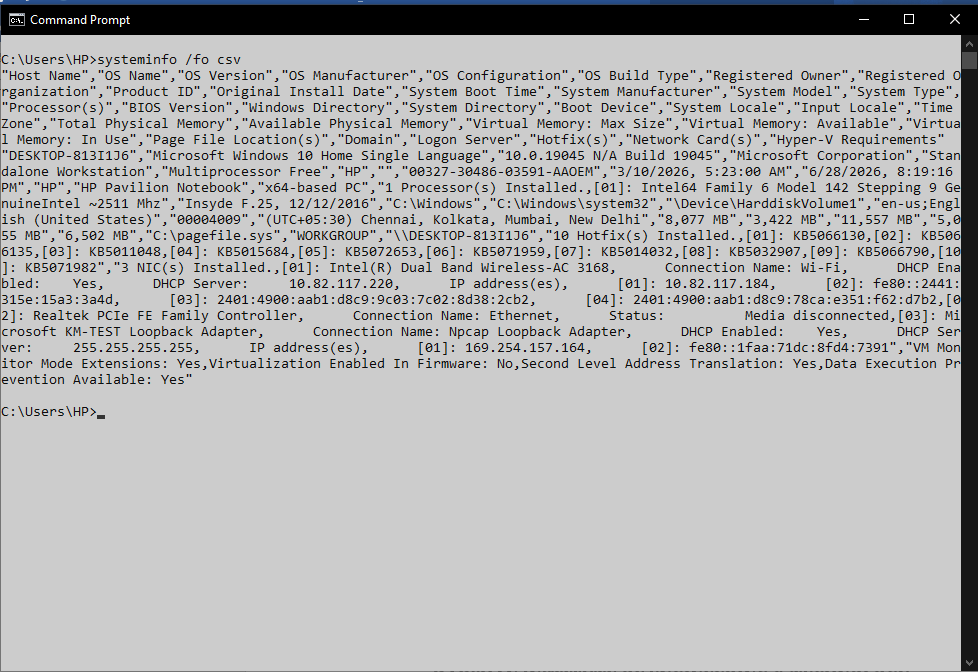 Command Prompt
C:\Users\HP>systeminfo /fo csv
"Host Name","OS Name","OS Version","OS Manufacturer","OS Configuration","OS Build Type","Registered Owner","Registered O
rganization","Product ID","Original Install Date","System Boot Time","System Manufacturer","System Model","System Type",
"Processor(s)","BIOS Version","Windows Directory","System Directory","Boot Device","System Locale","Input Locale","Time
Zone","Total Physical Memory","Available Physical Memory","Virtual Memory: Max Size","Virtual Memory: Available","Virtua
l Memory: In Use","Page File Location(s)","Domain","Logon Server","Hotfix(s)","Network Card(s)","Hyper-V Requirements"
"DESKTOP-813I1J6","Microsoft Windows 10 Home Single Language","10.0.19045 N/A Build 19045","Microsoft Corporation","Stan
dalone Workstation","Multiprocessor Free","HP","","00327-30486-03591-AAOEM","3/10/2026, 5:23:00 AM","6/28/2026, 8:19:16
PM","HP","HP Pavilion Notebook","x64-based PC","1 Processor(s) Installed.,[01]: Intel64 Family 6 Model 142 Stepping 9 Ge
nuineIntel ~2511 Mhz","Insyde F.25, 12/12/2016","C:\Windows","C:\Windows\system32","\Device\HarddiskVolume1","en-us;Engl
ish (United States)","00004009","(UTC+05:30) Chennai, Kolkata, Mumbai, New Delhi","8,077 MB","3,422 MB","11,557 MB","5,0
55 MB","6,502 MB","C:\pagefile.sys","WORKGROUP","\\DESKTOP-813I1J6","10 Hotfix(s) Installed.,[01]: KB5066130,[02]: KB506
6135,[03]: KB5011048,[04]: KB5015684,[05]: KB5072653,[06]: KB5071959,[07]: KB5014032,[08]: KB5032907,[09]: KB5066790,[10
]: KB5071982","3 NIC(s) Installed.,[01]: Intel(R) Dual Band Wireless-AC 3168,      Connection Name: Wi-Fi,      DHCP Ena
bled:    Yes,      DHCP Server:     10.82.117.220,      IP address(es),      [01]: 10.82.117.184,      [02]: fe80::2441:
315e:15a3:3a4d,      [03]: 2401:4900:aab1:d8c9:9c03:7c02:8d38:2cb2,      [04]: 2401:4900:aab1:d8c9:78ca:e351:f62:d7b2,[0
2]: Realtek PCIe FE Family Controller,      Connection Name: Ethernet,      Status:          Media disconnected,[03]: Mi
crosoft KM-TEST Loopback Adapter,      Connection Name: Npcap Loopback Adapter,      DHCP Enabled:    Yes,      DHCP Ser
ver:     255.255.255.255,      IP address(es),      [01]: 169.254.157.164,      [02]: fe80::1faa:71dc:8fd4:7391","VM Mon
itor Mode Extensions: Yes,Virtualization Enabled In Firmware: No,Second Level Address Translation: Yes,Data Execution Pr
evention Available: Yes"
C:\Users\HP>